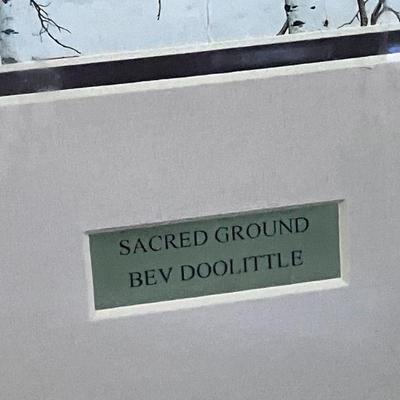 SACRED GROUND
BEV DOOLITTLE